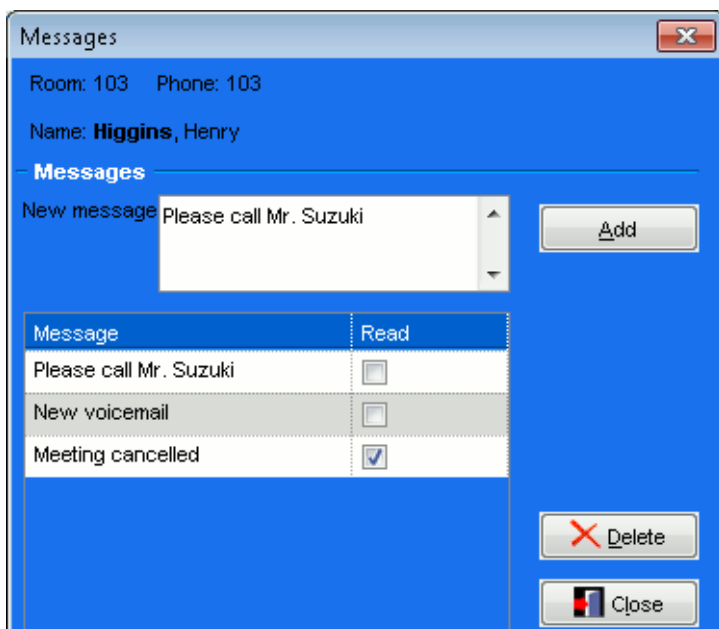 Messages
Room: 103 Phone: 103
Name: Higgins, Henry
Messages
New message Please call Mr. Suzuki
Add
Message Read
Please call Mr. Suzuki
New voicemail
Meeting cancelled
Delete
Close